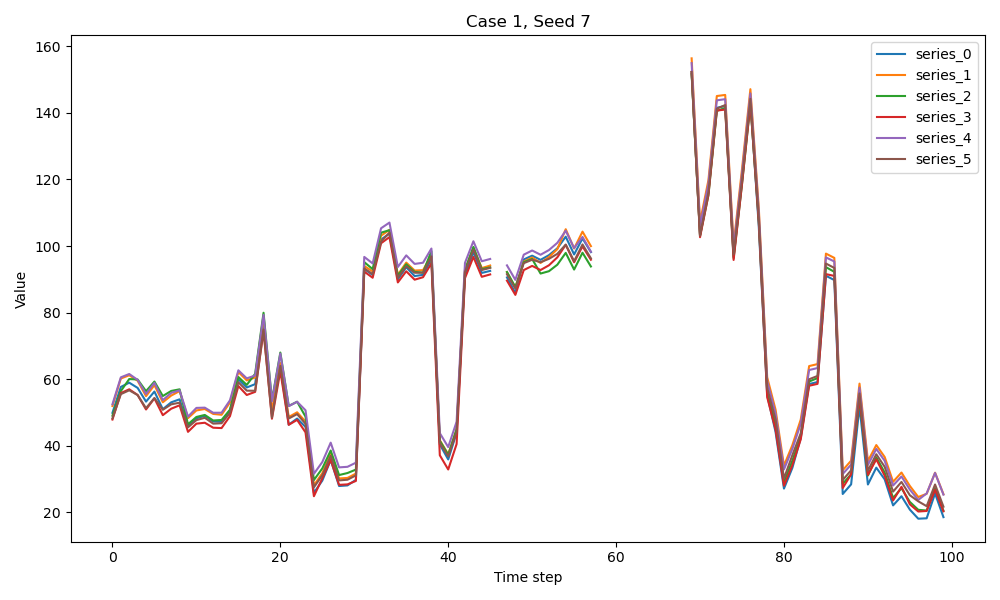 Case 1, Seed 7
160
140
120
100
80
60
40
20
Value
0
20
40
60
80
100
Time step
series_0
series_1
series_2
series_3
series_4
series_5